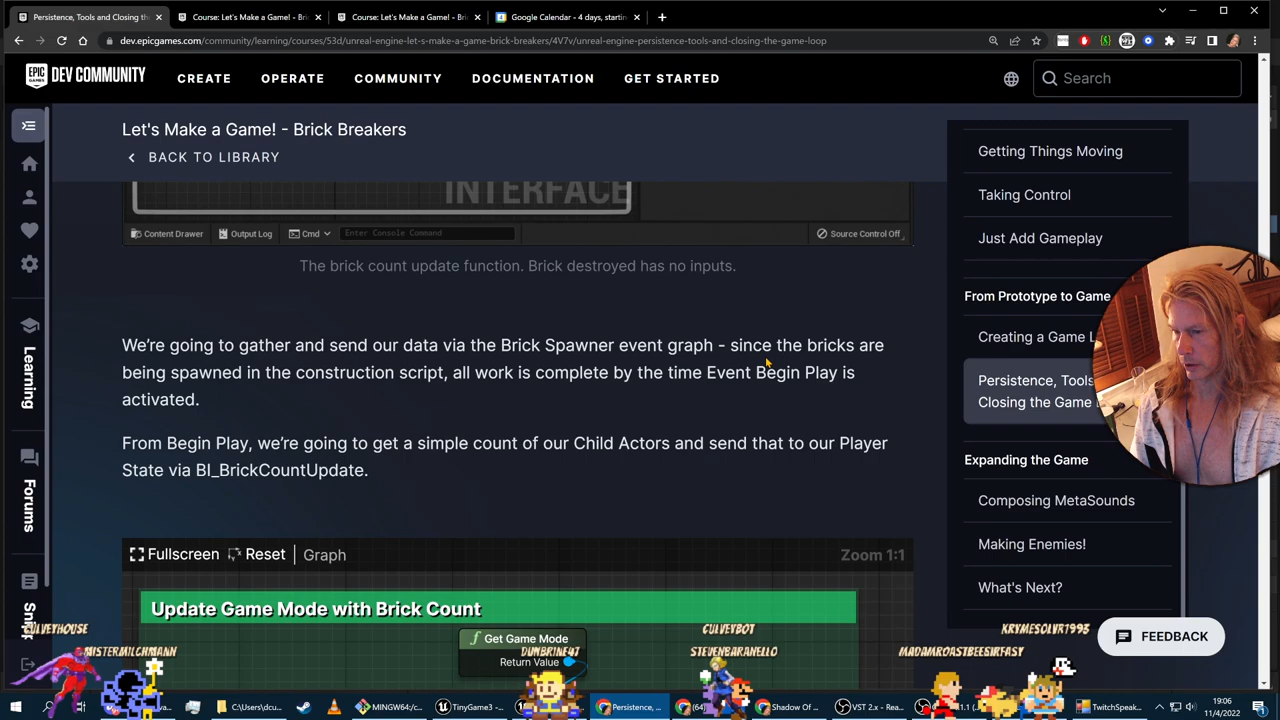 Persistence, Tools and Closing the
Course: Let's Make a Game! - Bri
Course: Let's Make a Game! - Bri
Google Calendar - 4 days, startin
dev.epicgames.com/community/learning/courses/53d/unreal-engine-let-s-make-a-game-brick-breakers/4V7v/unreal-engine-persistence-tools-and-closing-the-game-loop
EPIC GAMES DEV COMMUNITY
CREATE
OPERATE
COMMUNITY
DOCUMENTATION
GET STARTED
Search
Let's Make a Game! - Brick Breakers
BACK TO LIBRARY
Learning
Forums
INTERFACE
Content Drawer
Output Log
Cmd
Enter Console Command
Source Control Off
The brick count update function. Brick destroyed has no inputs.
We're going to gather and send our data via the Brick Spawner event graph - since the bricks are
being spawned in the construction script, all work is complete by the time Event Begin Play is
activated.
From Begin Play, we're going to get a simple count of our Child Actors and send that to our Player
State via BI_BrickCountUpdate.
Fullscreen
Reset
Graph
Zoom 1:1
Update Game Mode with Brick Count
Get Game Mode
Return Value
Getting Things Moving
Taking Control
Just Add Gameplay
From Prototype to Game
Creating a Game L
Persistence, Tools
Closing the Game
Expanding the Game
Composing MetaSounds
Making Enemies!
What's Next?
FEEDBACK
CULVEYHOUSE
MISTERMILCHMANN
DUNBRINE47
CULVEYBOT
STEVENBARANELLO
KRYMESOLVR1993
C:\Users\dcu...
MINGW64:/c...
TinyGame3 -...
Persistence, ...
Shadow Of ...
VST 2.x - Rea...
TwitchSpeak...
19:06
11/4/2022